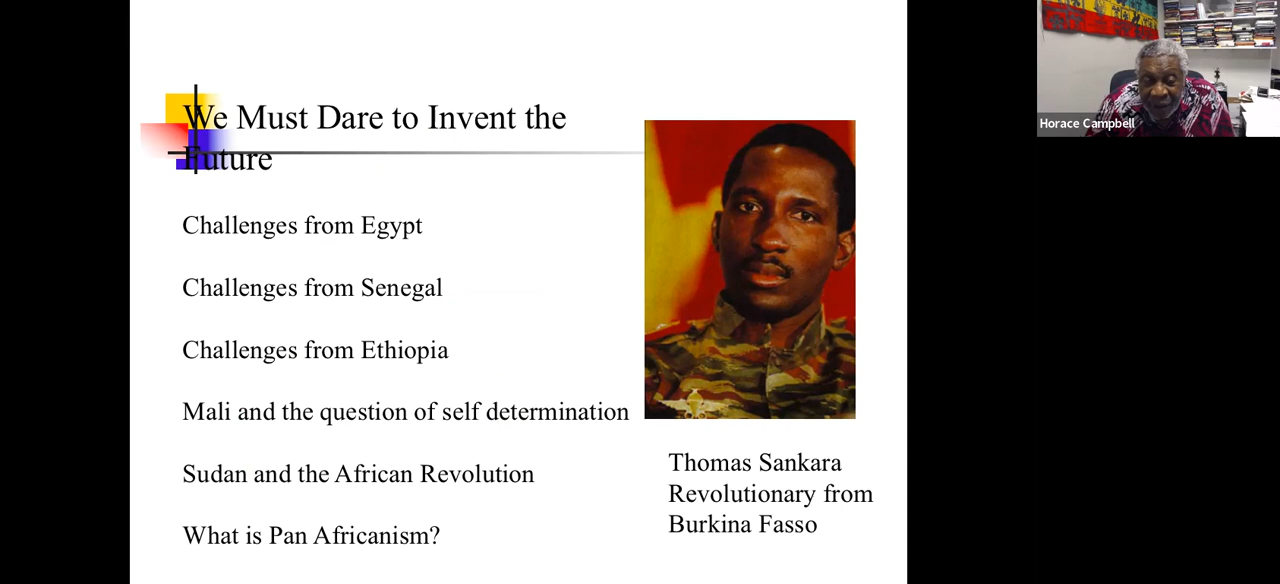 We Must Dare to Invent the
Future
Challenges from Egypt
Challenges from Senegal
Challenges from Ethiopia
Mali and the question of self determination
Sudan and the African Revolution
What is Pan Africanism?
Thomas Sankara
Revolutionary from
Burkina Fasso
Horace Campbell